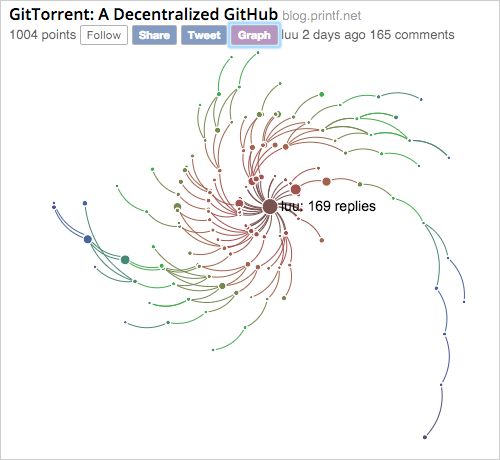 GitTorrent: A Decentralized GitHub blog.printf.net
1004 points Follow Share Tweet Graph luu 2 days ago 165 comments
luu: 169 replies